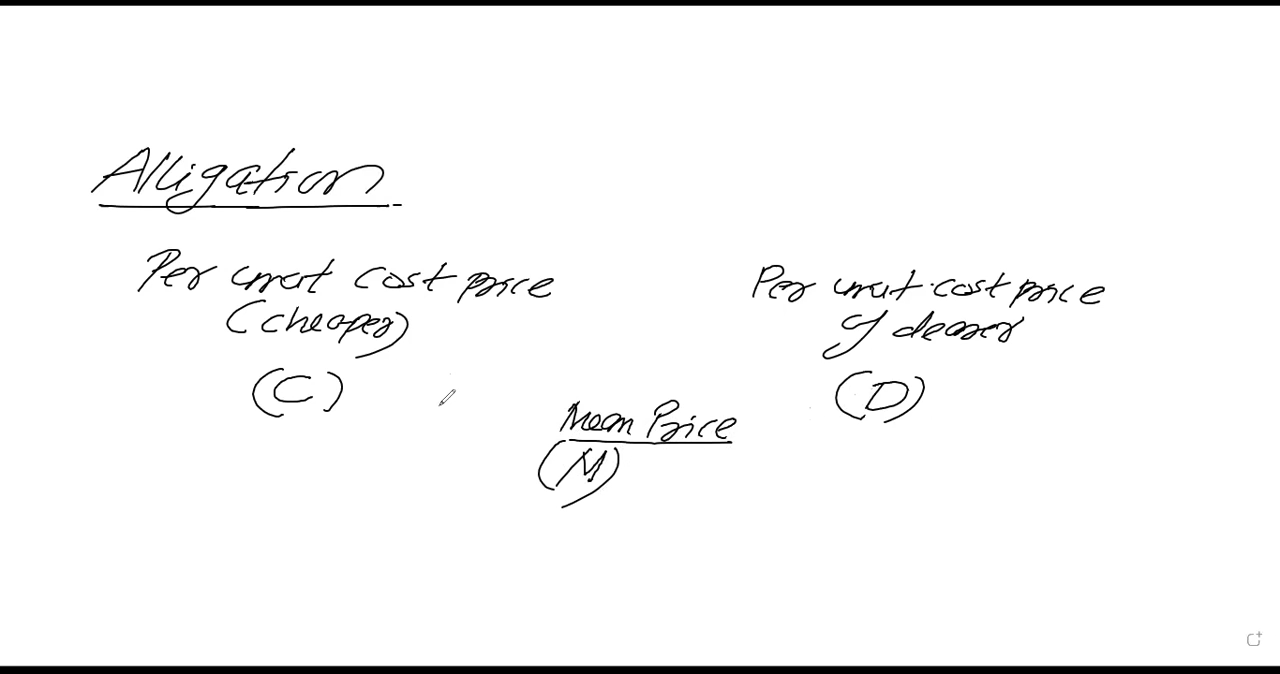 Alligation
Per unit cost price
(cheaper)
(C)
Per unit cost price
of dearer
(D)
Mean Price
(M)